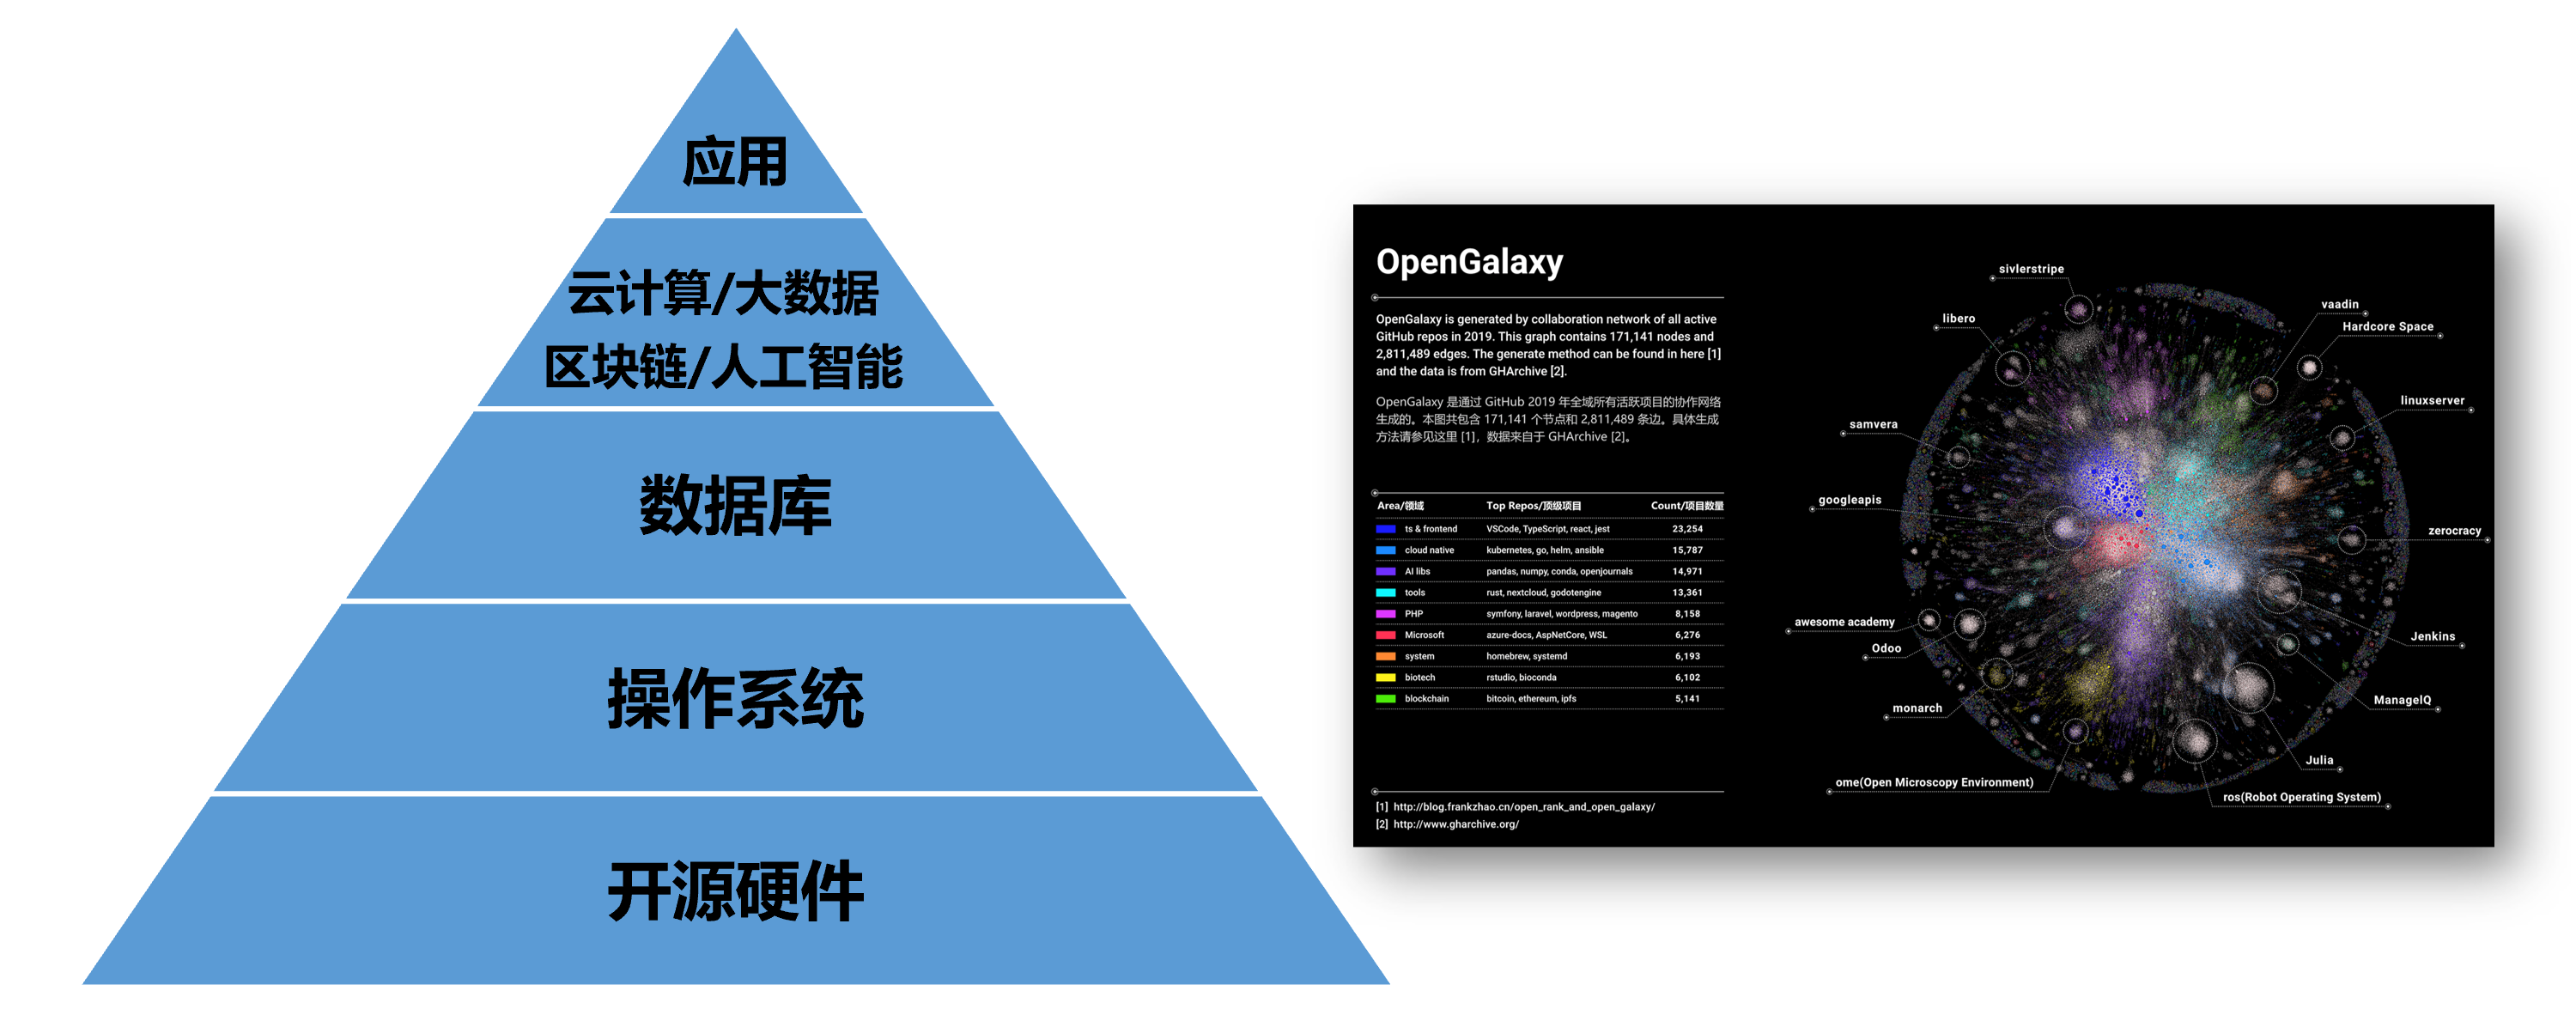 应用
云计算/大数据
区块链/人工智能
数据库
操作系统
开源硬件
OpenGalaxy
OpenGalaxy is generated by collaboration network of all active
GitHub repos in 2019. This graph contains 171,141 nodes and
2,811,489 edges. The generate method can be found in here [1]
and the data is from GHArchive [2].
OpenGalaxy 是通过 GitHub 2019 年全域所有活跃项目的协作网络
生成的。本图共包含 171,141 个节点和 2,811,489 条边。具体生成
方法请参见这里 [1]，数据来自于 GHArchive [2]。
Area/领域 Top Repos/顶级项目 Count/项目数量
ts & frontend VSCode, TypeScript, react, jest 23,254
cloud native kubernetes, go, helm, ansible 15,787
AI libs pandas, numpy, conda, openjournals 14,971
tools rust, nextcloud, godotengine 13,361
PHP symfony, laravel, wordpress, magento 8,158
Microsoft azure-docs, AspNetCore, WSL 6,276
system homebrew, systemd 6,193
biotech rstudio, bioconda 6,102
blockchain bitcoin, ethereum, ipfs 5,141
[1] http://blog.frankzhao.cn/open_rank_and_open_galaxy/
[2] http://www.gharchive.org/
sivlerstripe
vaadin
libero
Hardcore Space
linuxserver
samvera
googleapis
zerocracy
awesome academy
Jenkins
Odoo
ManageIQ
monarch
Julia
ome(Open Microscopy Environment)
ros(Robot Operating System)